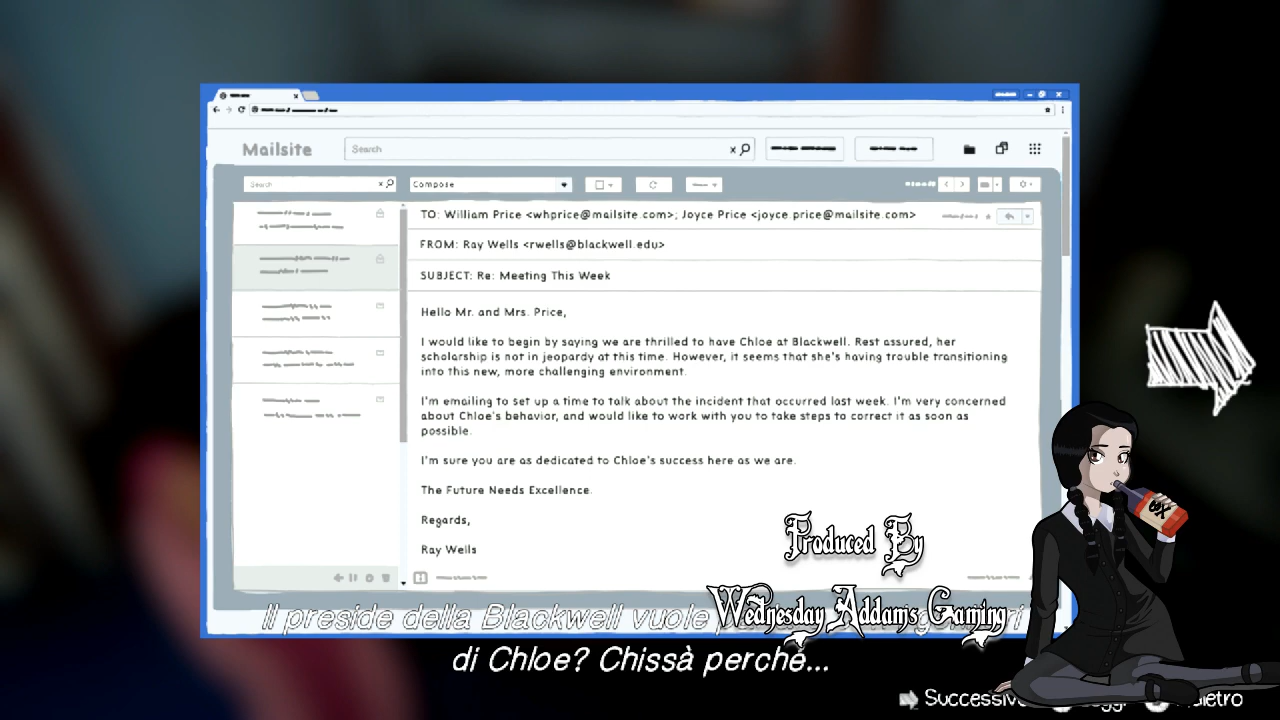 Mailsite
Search
Search
Compose
TO: William Price <whprice@mailsite.com>; Joyce Price <joyce.price@mailsite.com>
FROM: Ray Wells <rwells@blackwell.edu>
SUBJECT: Re: Meeting This Week
Hello Mr. and Mrs. Price,
I would like to begin by saying we are thrilled to have Chloe at Blackwell. Rest assured, her
scholarship is not in jeopardy at this time. However, it seems that she's having trouble transitioning
into this new, more challenging environment.
I'm emailing to set up a time to talk about the incident that occurred last week. I'm very concerned
about Chloe's behavior, and would like to work with you to take steps to correct it as soon as
possible.
I'm sure you are as dedicated to Chloe's success here as we are.
The Future Needs Excellence.
Regards,
Ray Wells
Produced By
Wednesday Addams Gaming
Il preside della Blackwell vuole
di Chloe? Chissà perché...